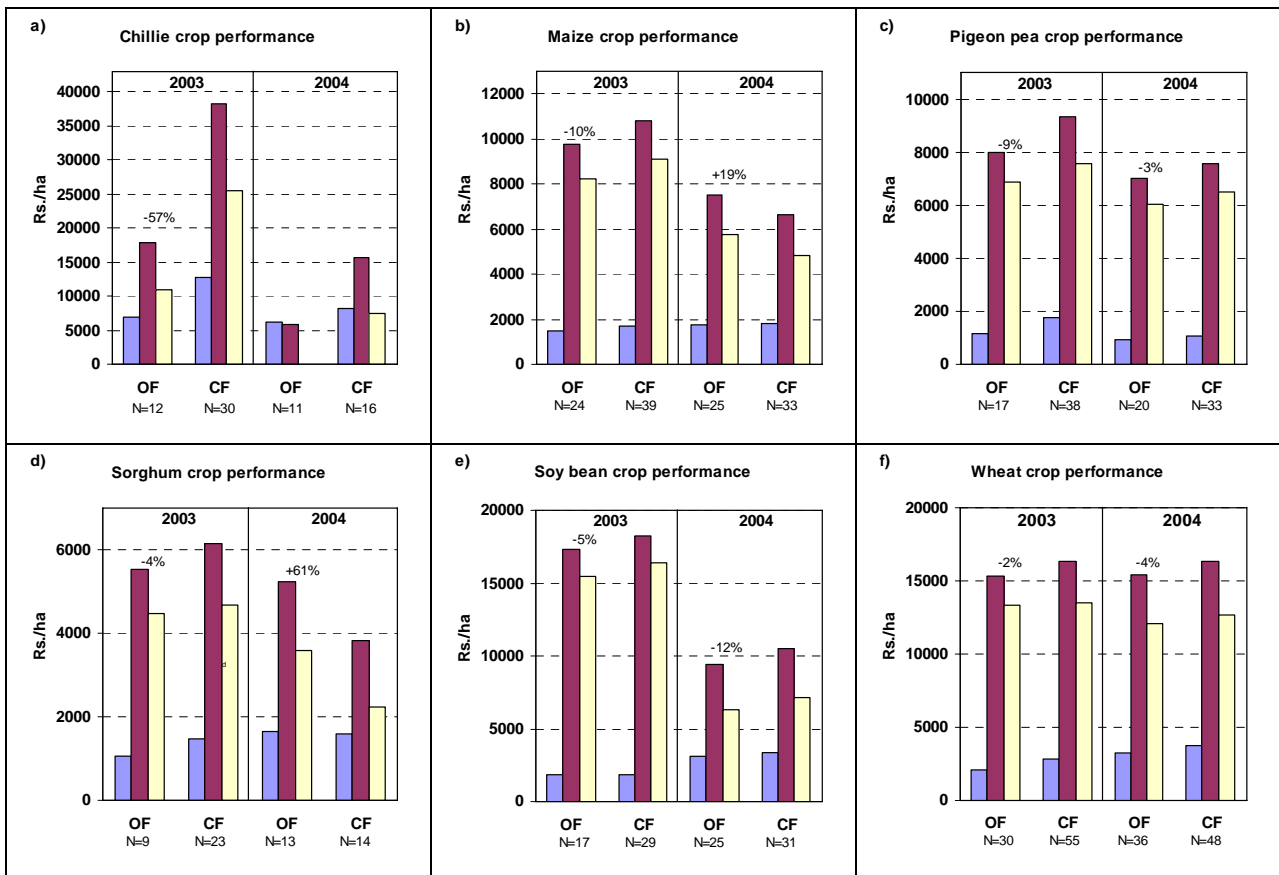 a)
Chillie crop performance
2003 2004
40000
35000
30000
25000
20000
15000
10000
5000
0
Rs./ha
-57%
OF CF OF CF
N=12 N=30 N=11 N=16
b)
Maize crop performance
2003 2004
12000
10000
8000
6000
4000
2000
0
Rs./ha
-10%
+19%
OF CF OF CF
N=24 N=39 N=25 N=33
c)
Pigeon pea crop performance
2003 2004
10000
8000
6000
4000
2000
0
Rs./ha
-9%
-3%
OF CF OF CF
N=17 N=38 N=20 N=33
d)
Sorghum crop performance
2003 2004
6000
4000
2000
0
Rs./ha
-4%
+61%
d
OF CF OF CF
N=9 N=23 N=13 N=14
e)
Soy bean crop performance
20000
2003 2004
15000
10000
5000
0
Rs./ha
-5%
-12%
OF CF OF CF
N=17 N=29 N=25 N=31
f)
Wheat crop performance
20000
2003 2004
15000
10000
5000
0
Rs./ha
-2%
-4%
OF CF OF CF
N=30 N=55 N=36 N=48